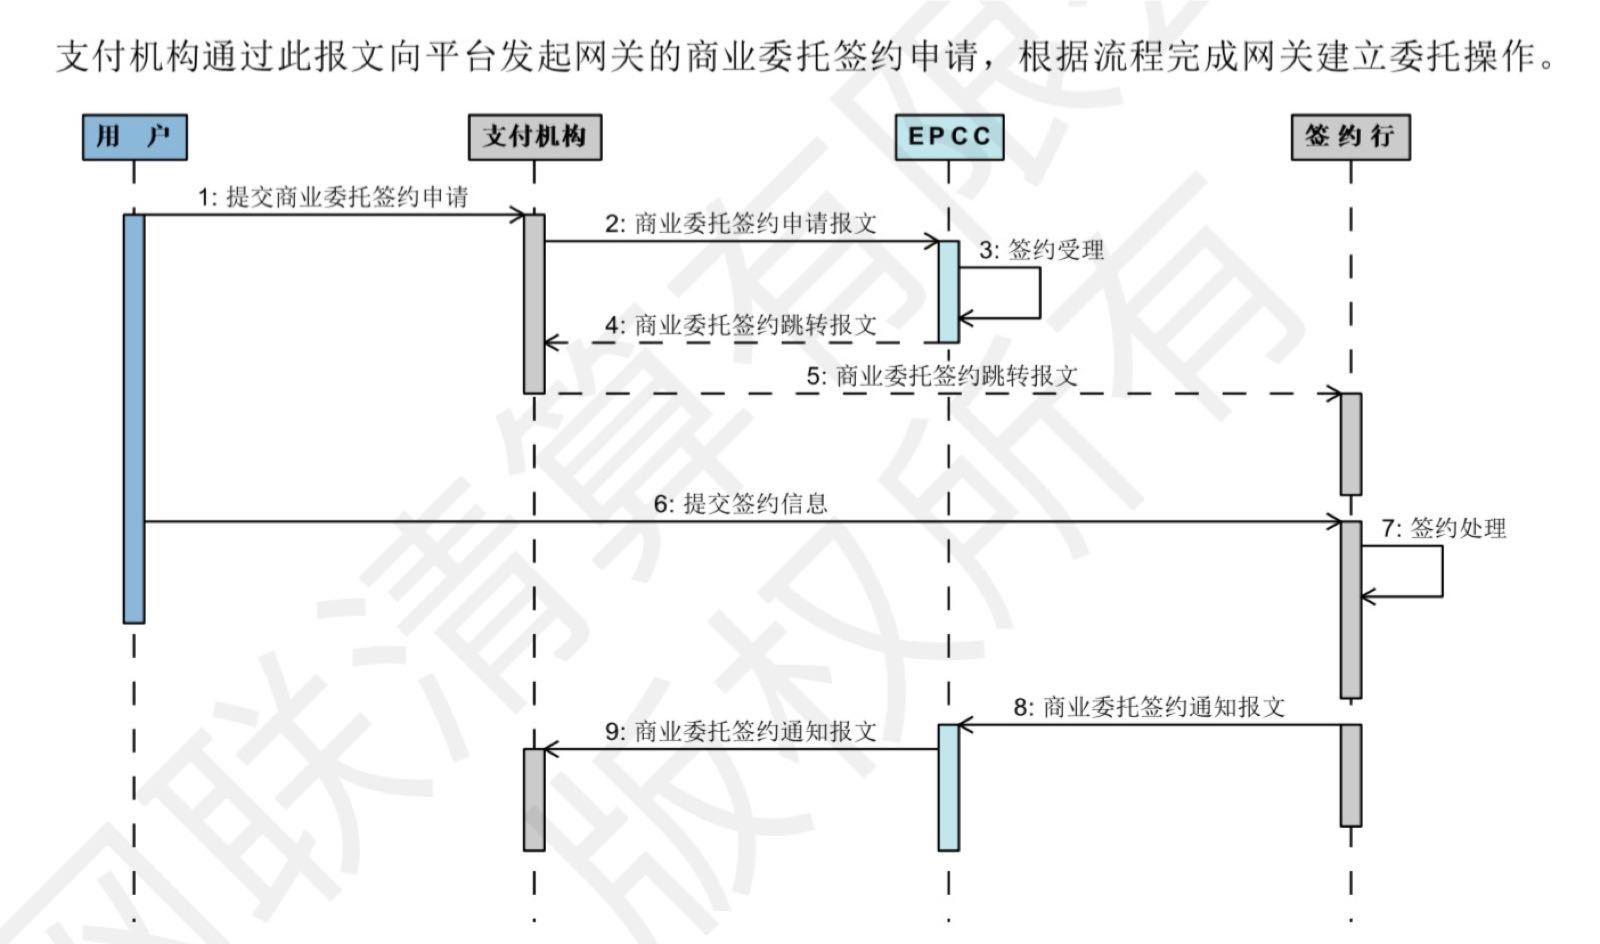 支付机构通过此报文向平台发起网关的商业委托签约申请，根据流程完成网关建立委托操作。
用 户
支付机构
EPCC
签约行
1: 提交商业委托签约申请
2: 商业委托签约申请报文
3: 签约受理
4: 商业委托签约跳转报文
5: 商业委托签约跳转报文
6: 提交签约信息
7: 签约处理
8: 商业委托签约通知报文
9: 商业委托签约通知报文
网联清算有限
版权所有